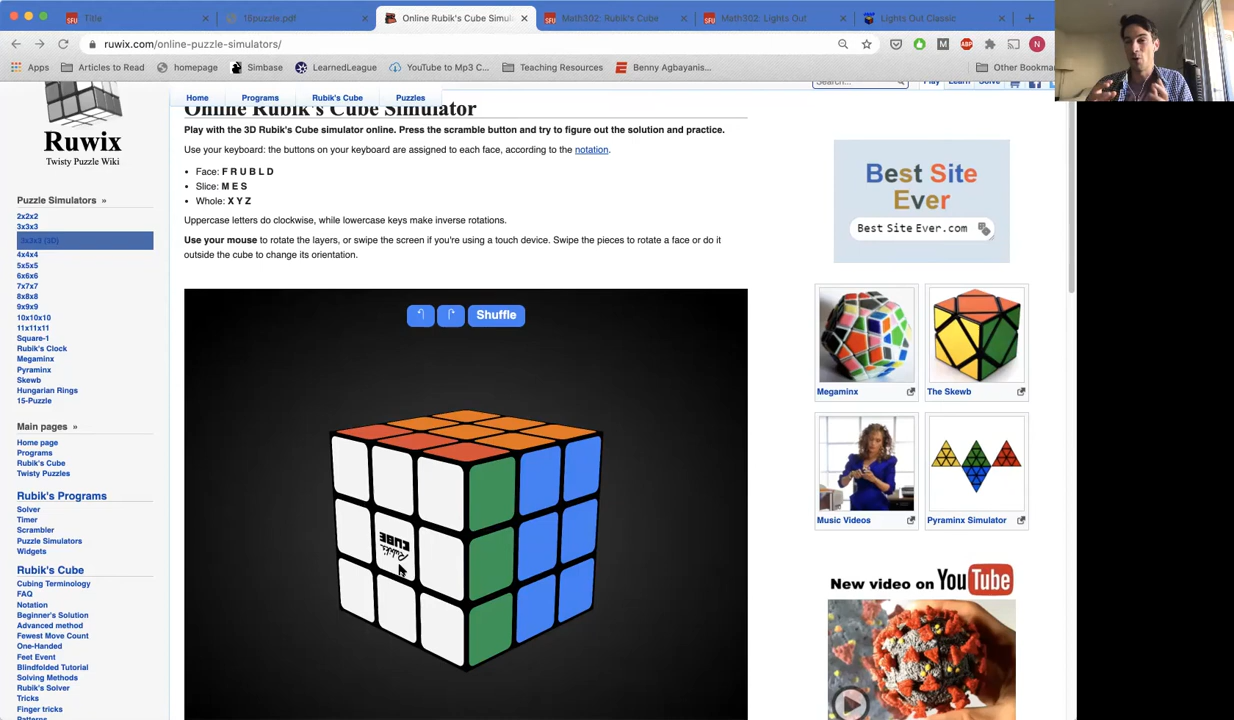 Title
15puzzle.pdf
Online Rubik's Cube Simul
Math302: Rubik's Cube
Math302: Lights Out
Lights Out Classic
ruwix.com/online-puzzle-simulators/
Apps
Articles to Read
homepage
Simbase
LearnedLeague
YouTube to Mp3 C...
Teaching Resources
Benny Agbayanis...
Other Bookma
Home
Programs
Rubik's Cube
Puzzles
Search...
Play
Learn
Solve
Online Rubik's Cube Simulator
Ruwix
Twisty Puzzle Wiki
Play with the 3D Rubik's Cube simulator online. Press the scramble button and try to figure out the solution and practice.
Use your keyboard: the buttons on your keyboard are assigned to each face, according to the notation.
Face: F R U B L D
Slice: M E S
Whole: X Y Z
Uppercase letters do clockwise, while lowercase keys make inverse rotations.
Use your mouse to rotate the layers, or swipe the screen if you're using a touch device. Swipe the pieces to rotate a face or do it
outside the cube to change its orientation.
Puzzle Simulators »
2x2x2
3x3x3
3x3x3 (3D)
4x4x4
5x5x5
6x6x6
7x7x7
8x8x8
9x9x9
10x10x10
11x11x11
Square-1
Rubik's Clock
Megaminx
Pyraminx
Skewb
Hungarian Rings
15-Puzzle
Main pages »
Home page
Programs
Rubik's Cube
Twisty Puzzles
Rubik's Programs
Solver
Timer
Scrambler
Puzzle Simulators
Widgets
Rubik's Cube
Cubing Terminology
FAQ
Notation
Beginner's Solution
Advanced method
Fewest Move Count
One-Handed
Feet Event
Blindfolded Tutorial
Solving Methods
Rubik's Solver
Tricks
Finger tricks
Patterns
Shuffle
Rubik's
CUBE
Best Site
Ever
Best Site Ever.com
Megaminx
The Skewb
Music Videos
Pyraminx Simulator
New video on YouTube